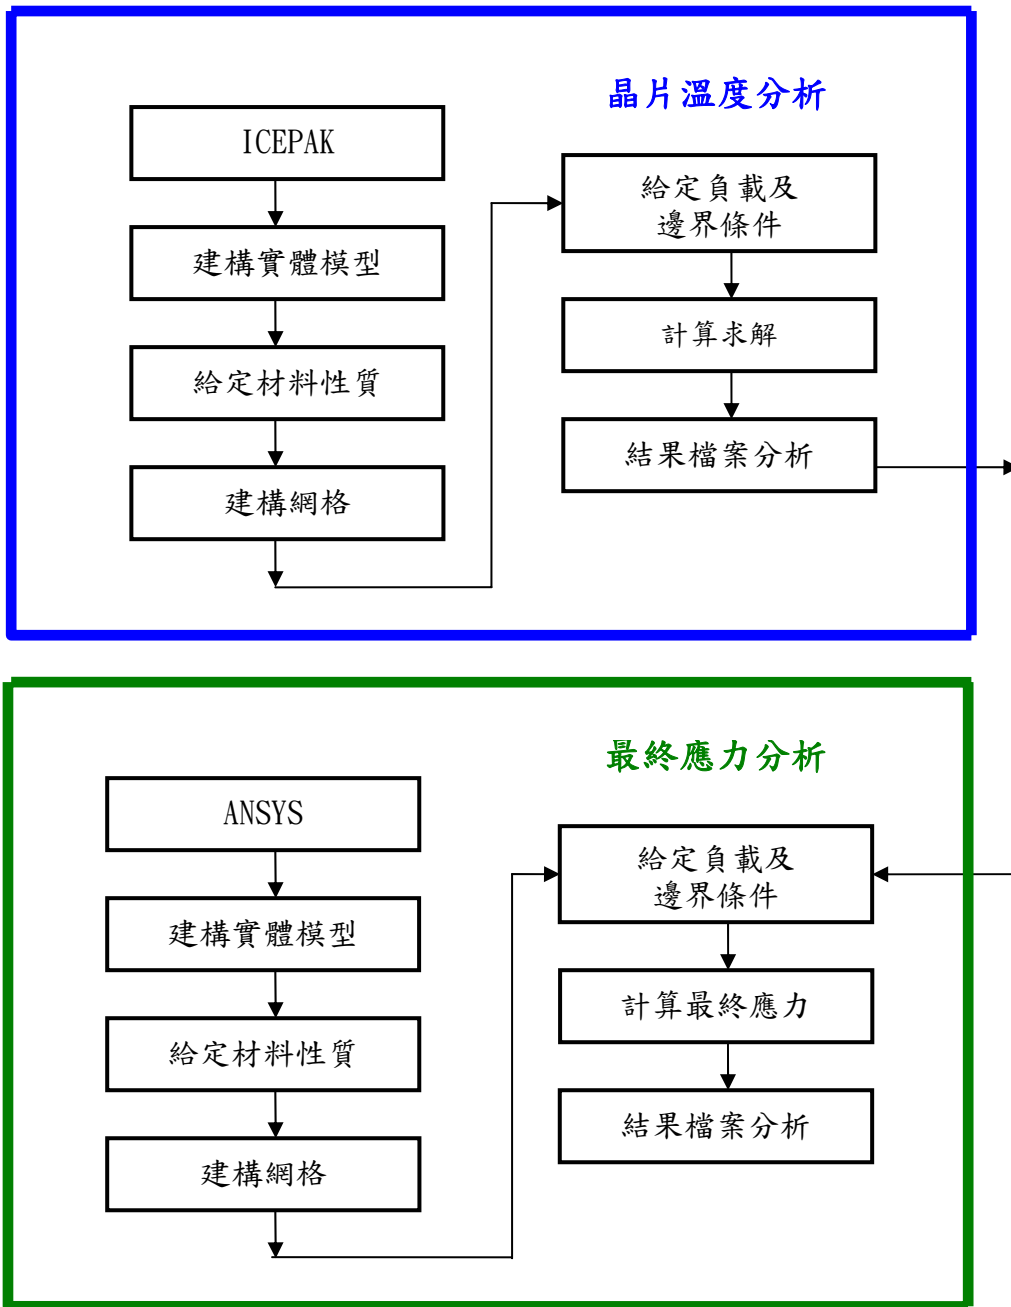 晶片溫度分析
ICEPAK
建構實體模型
給定材料性質
建構網格
給定負載及
邊界條件
計算求解
結果檔案分析
最終應力分析
ANSYS
建構實體模型
給定材料性質
建構網格
給定負載及
邊界條件
計算最終應力
結果檔案分析